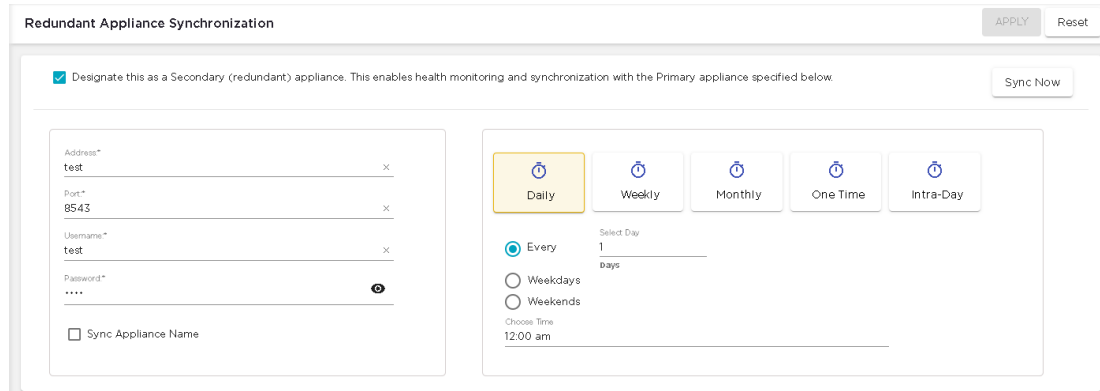 Redundant Appliance Synchronization
APPLY
Reset
Designate this as a Secondary (redundant) appliance. This enables health monitoring and synchronization with the Primary appliance specified below.
Sync Now
Address*
test
Port*
8543
Username*
test
Password*
••••
Sync Appliance Name
Daily
Weekly
Monthly
One Time
Intra-Day
Every
Select Day
1
Days
Weekdays
Weekends
Choose Time
12:00 am